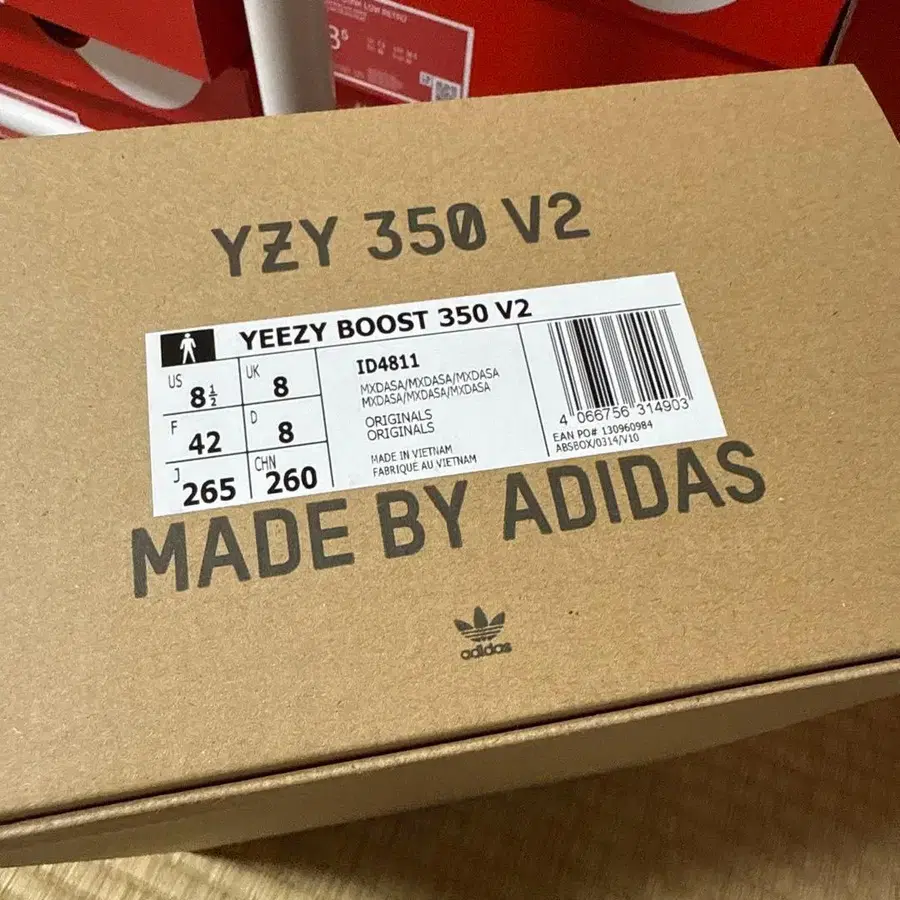 8⁵
YZY 350 V2
YEEZY BOOST 350 V2
US 8½ UK 8
F 42 D 8
J 265 CHN 260
ID4811
MXDASA/MXDASA/MXDASA
MXDASA/MXDASA/MXDASA
ORIGINALS
ORIGINALS
MADE IN VIETNAM
FABRIQUÉ AU VIETNAM
4 066756 314903
EAN PO# 130960984
ABSBOX/0314/V10
MADE BY ADIDAS
adidas